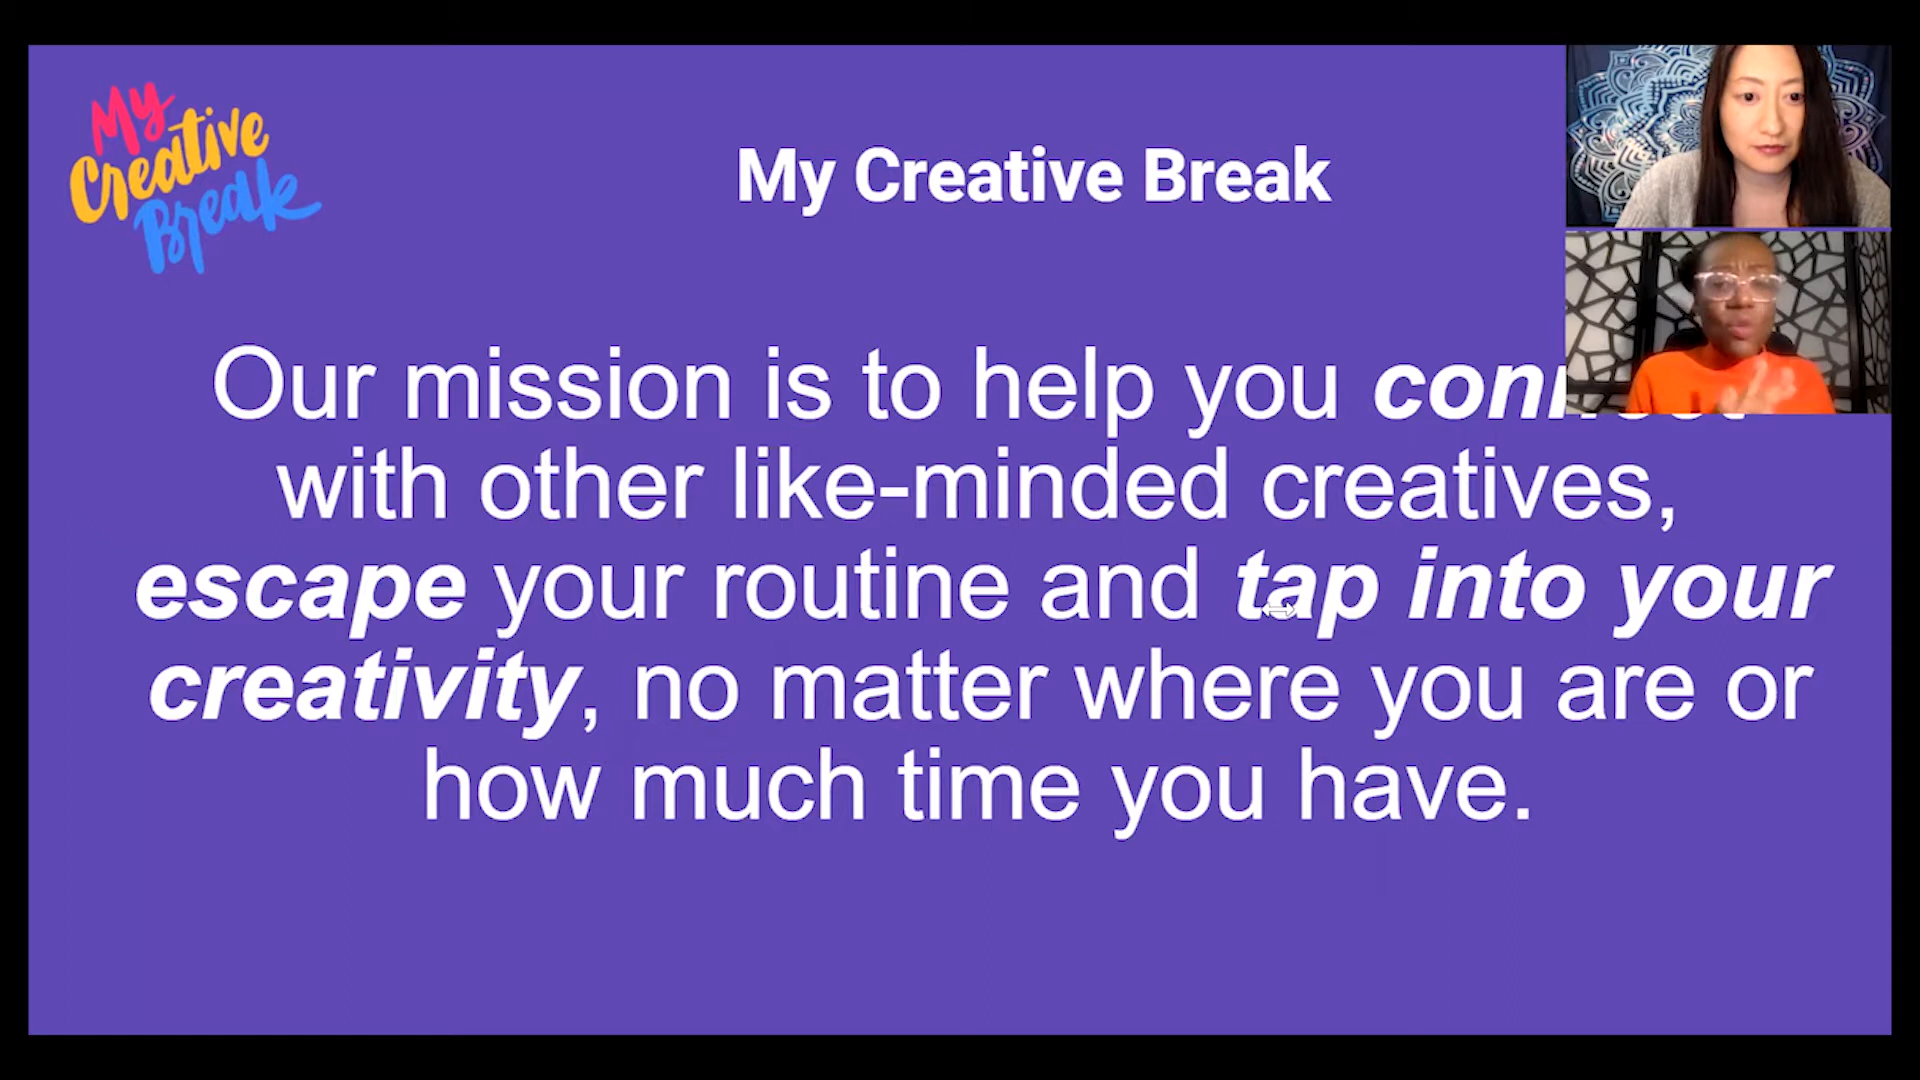 My
Creative
Break
My Creative Break
Our mission is to help you
with other like-minded creatives,
escape your routine and tap into your
creativity, no matter where you are or
how much time you have.